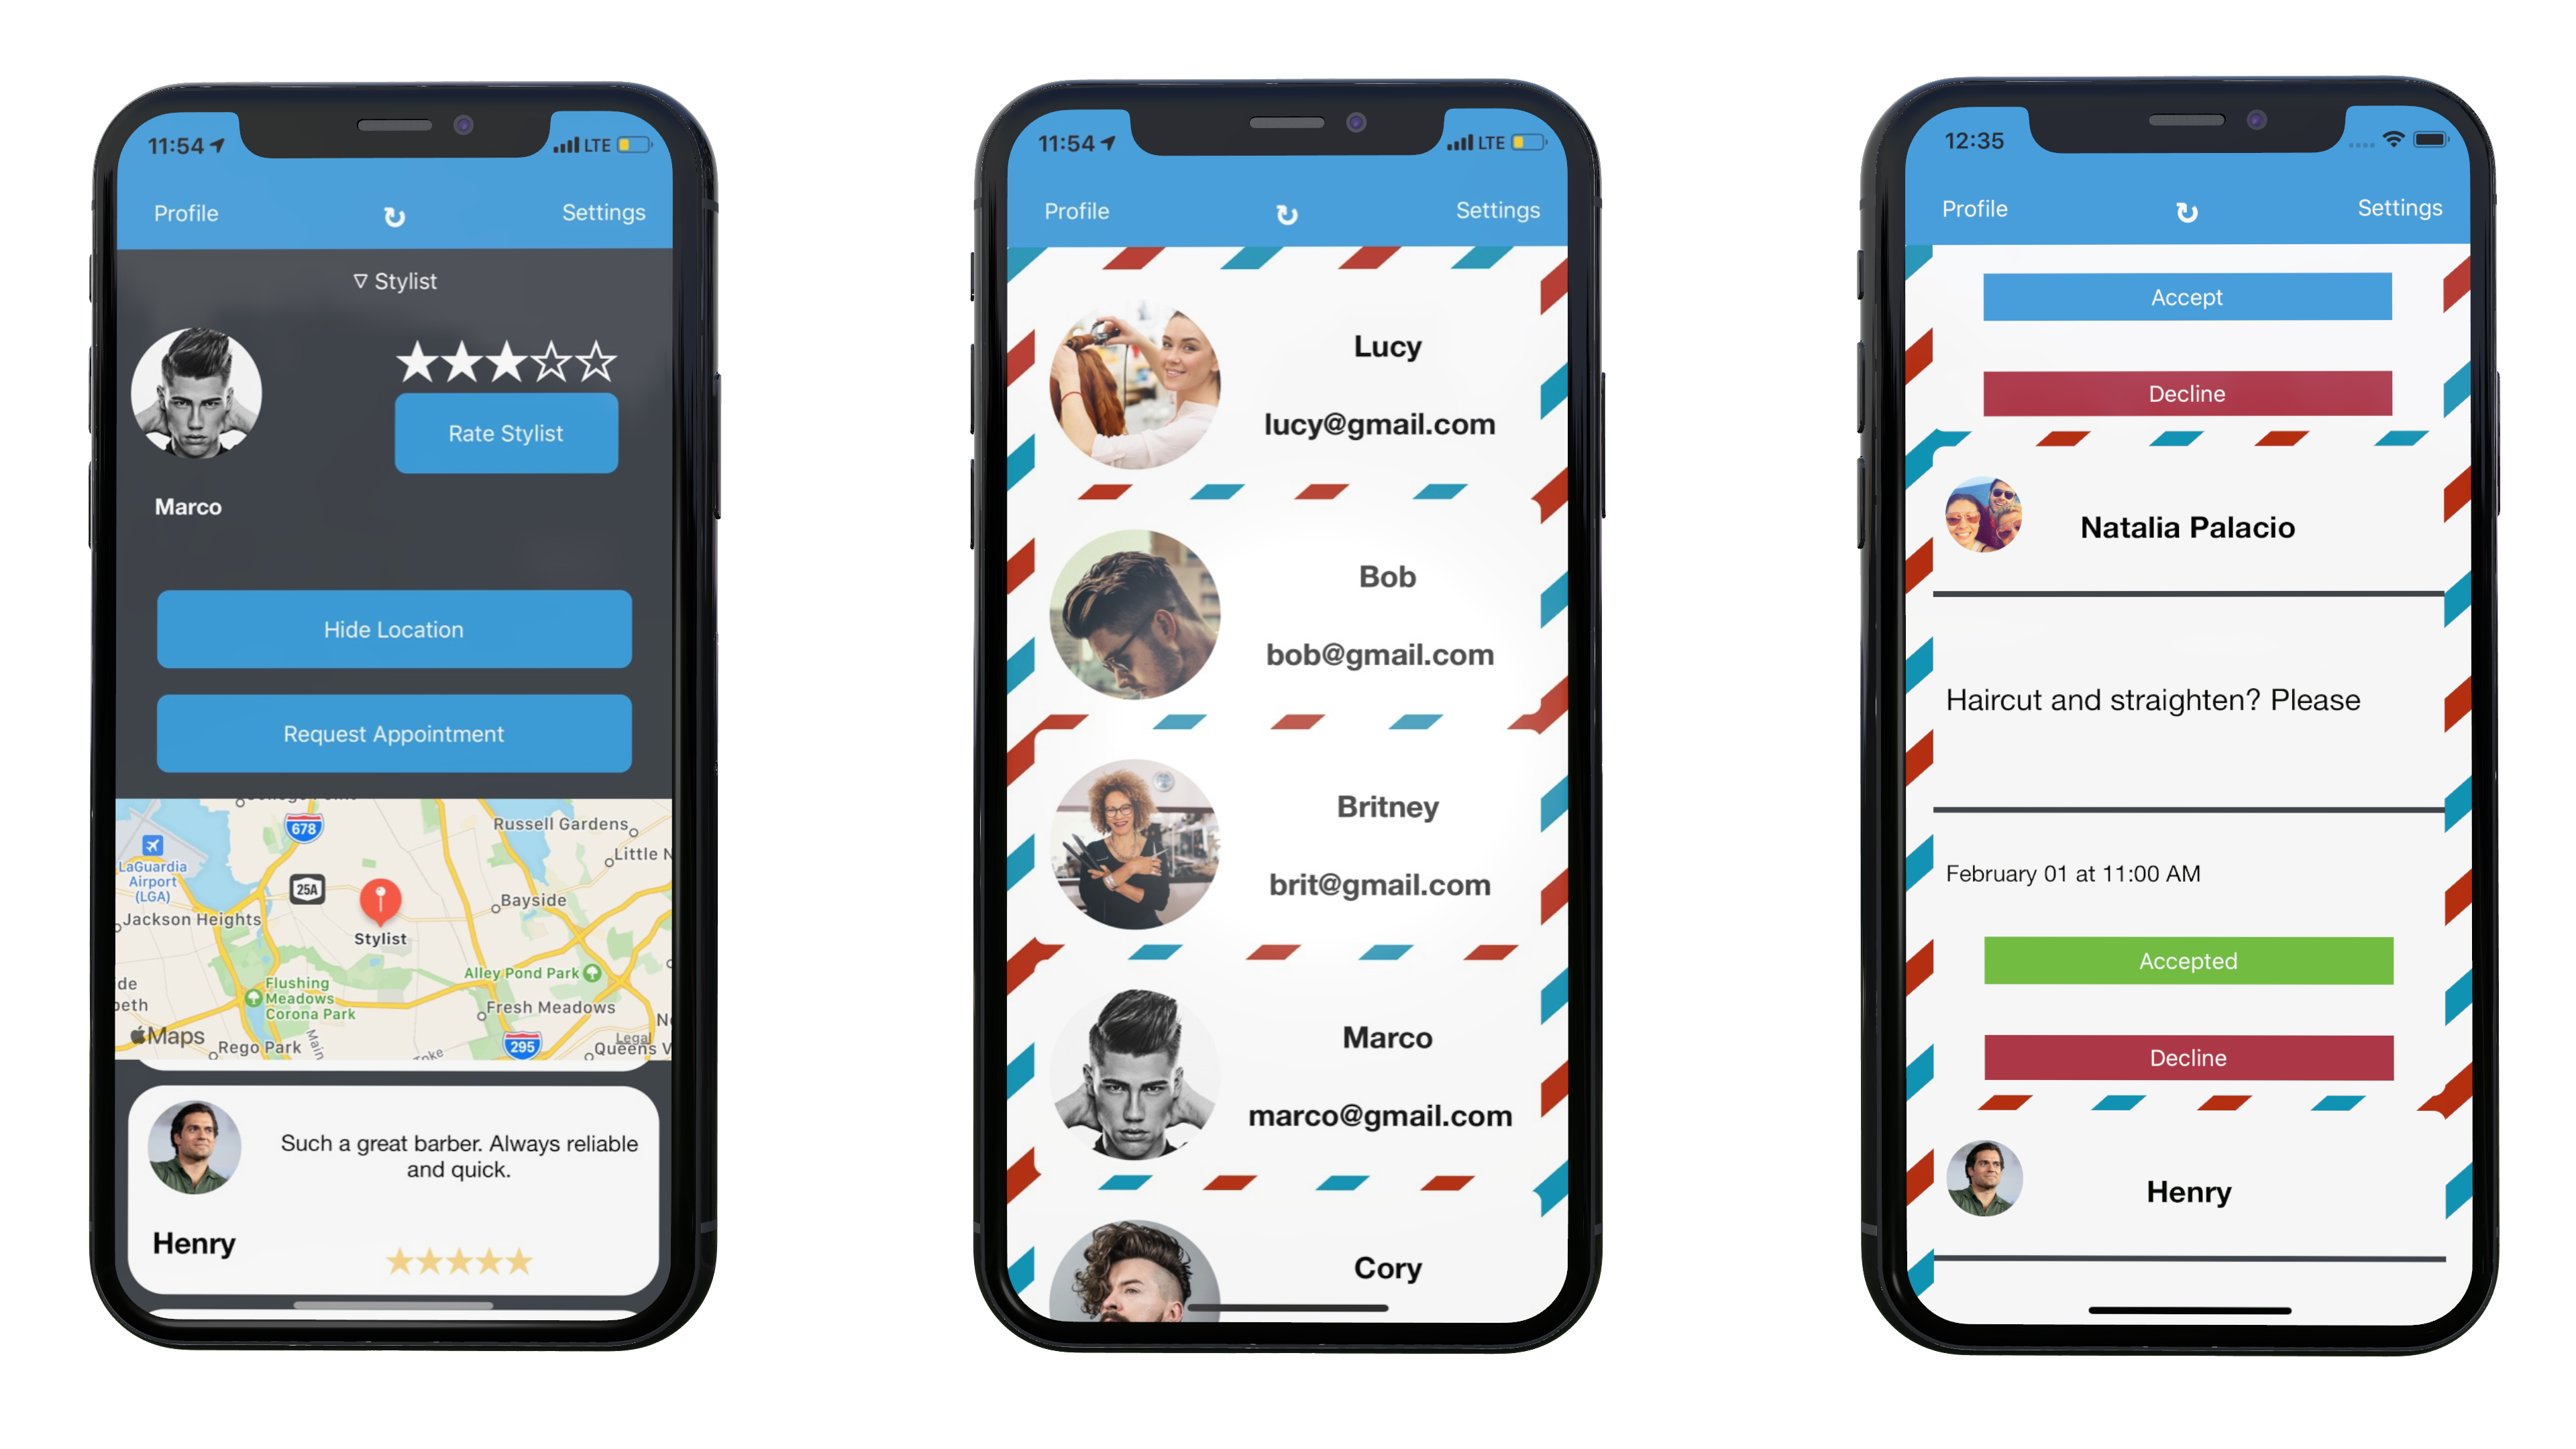 11:54
LTE
Profile
↻
Settings
▽ Stylist
★★★☆☆
Rate Stylist
Marco
Hide Location
Request Appointment
678
Russell Gardens
Little N
LaGuardia
Airport
(LGA)
25A
Bayside
Jackson Heights
Stylist
Alley Pond Park
de
beth
Flushing
Meadows
Corona Park
Fresh Meadows
Maps
Rego Park
Main
295
Legal
Queens V
Such a great barber. Always reliable
and quick.
Henry
★★★★★
11:54
LTE
Profile
↻
Settings
Lucy
lucy@gmail.com
Bob
bob@gmail.com
Britney
brit@gmail.com
Marco
marco@gmail.com
Cory
12:35
Profile
↻
Settings
Accept
Decline
Natalia Palacio
Haircut and straighten? Please
February 01 at 11:00 AM
Accepted
Decline
Henry